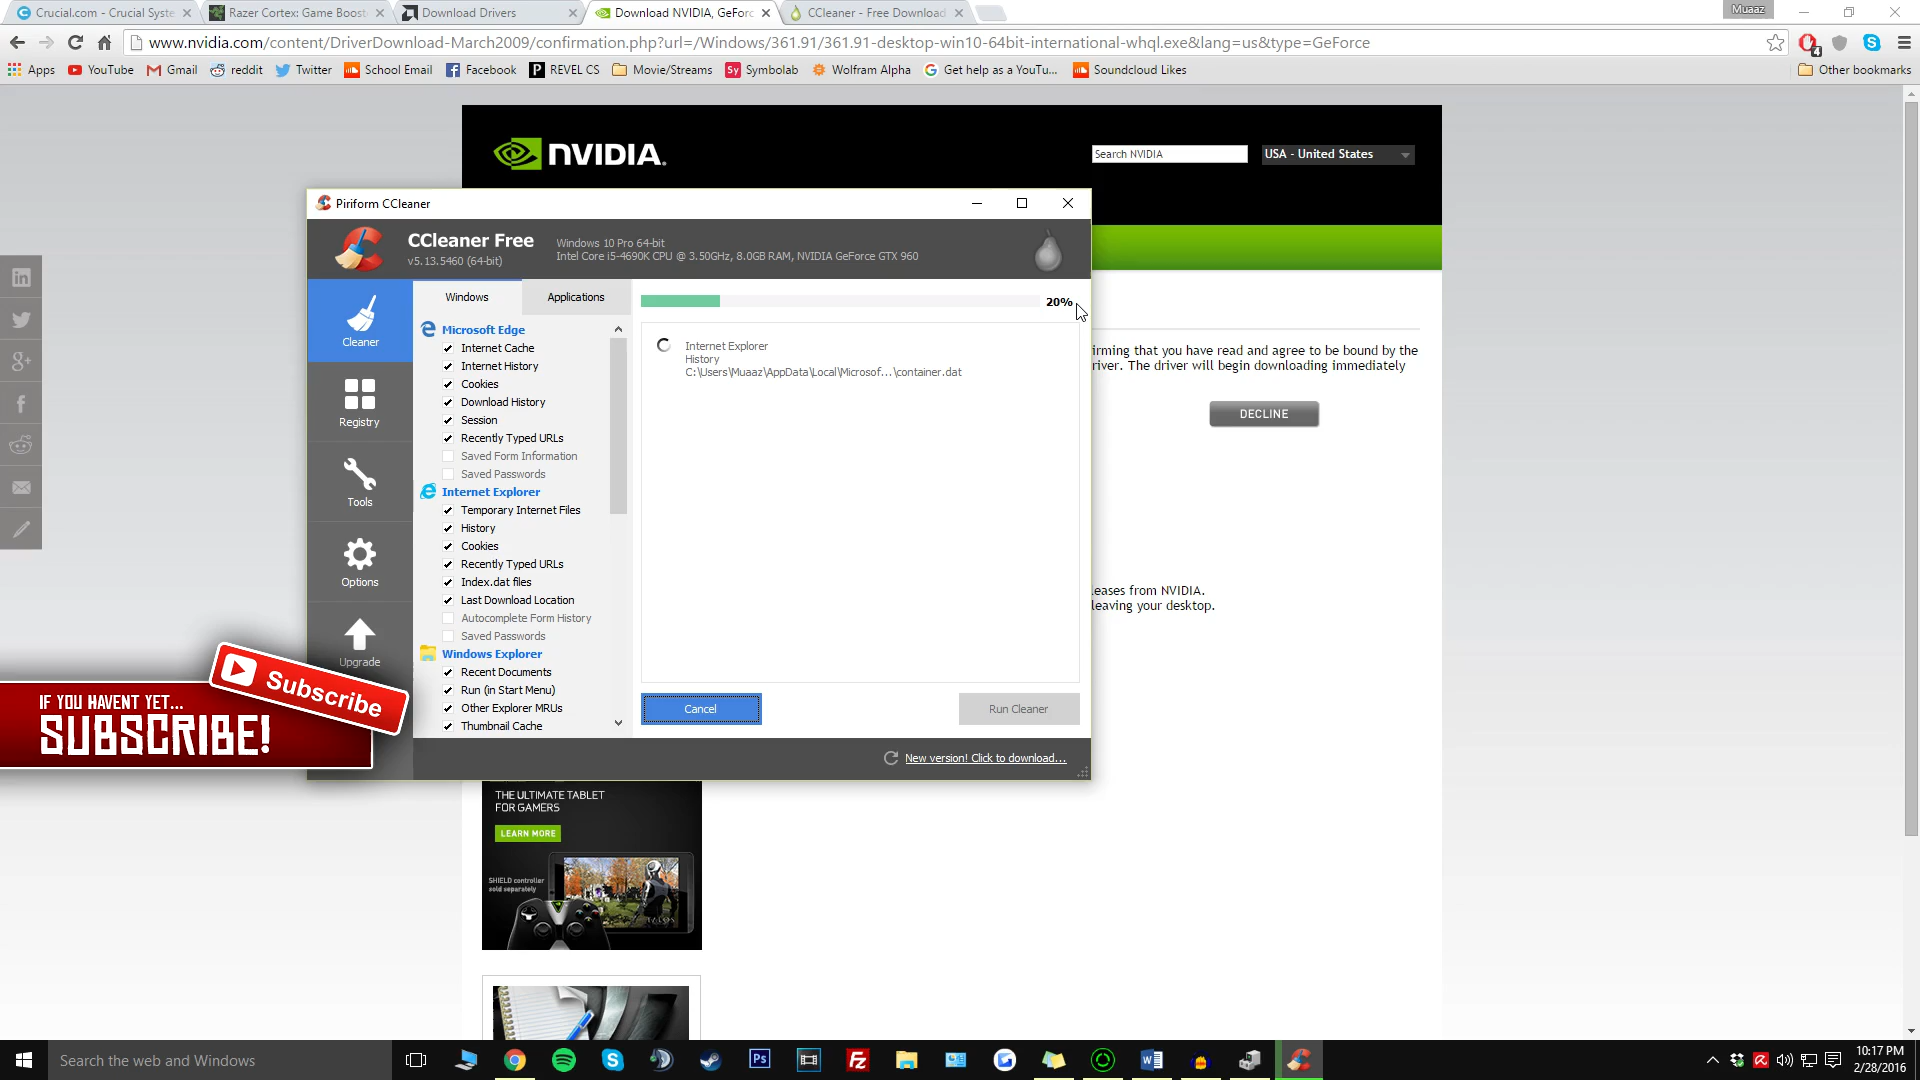 Crucial.com - Crucial Syste
Razer Cortex: Game Boost
Download Drivers
Download NVIDIA, GeForc
CCleaner - Free Download
Muaaz
www.nvidia.com/content/DriverDownload-March2009/confirmation.php?url=/Windows/361.91/361.91-desktop-win10-64bit-international-whql.exe&lang=us&type=GeForce
4
Apps
YouTube
Gmail
reddit
Twitter
School Email
Facebook
REVEL CS
Movie/Streams
Symbolab
Wolfram Alpha
Get help as a YouTu...
Soundcloud Likes
Other bookmarks
NVIDIA.
Search NVIDIA
USA - United States
Piriform CCleaner
CCleaner Free
v5.13.5460 (64-bit)
Windows 10 Pro 64-bit
Intel Core i5-4690K CPU @ 3.50GHz, 8.0GB RAM, NVIDIA GeForce GTX 960
Cleaner
Registry
Tools
Options
Upgrade
Windows
Applications
Microsoft Edge
Internet Cache
Internet History
Cookies
Download History
Session
Recently Typed URLs
Saved Form Information
Saved Passwords
Internet Explorer
Temporary Internet Files
History
Cookies
Recently Typed URLs
Index.dat files
Last Download Location
Autocomplete Form History
Saved Passwords
Windows Explorer
Recent Documents
Run (in Start Menu)
Other Explorer MRUs
Thumbnail Cache
20%
Internet Explorer
History
C:\Users\Muaaz\AppData\Local\Microsof...\container.dat
Cancel
Run Cleaner
New version! Click to download...
irming that you have read and agree to be bound by the
river. The driver will begin downloading immediately
DECLINE
eases from NVIDIA.
leaving your desktop.
IF YOU HAVENT YET...
SUBSCRIBE!
Subscribe
THE ULTIMATE TABLET
FOR GAMERS
LEARN MORE
SHIELD controller
sold separately
Search the web and Windows
10:17 PM
2/28/2016